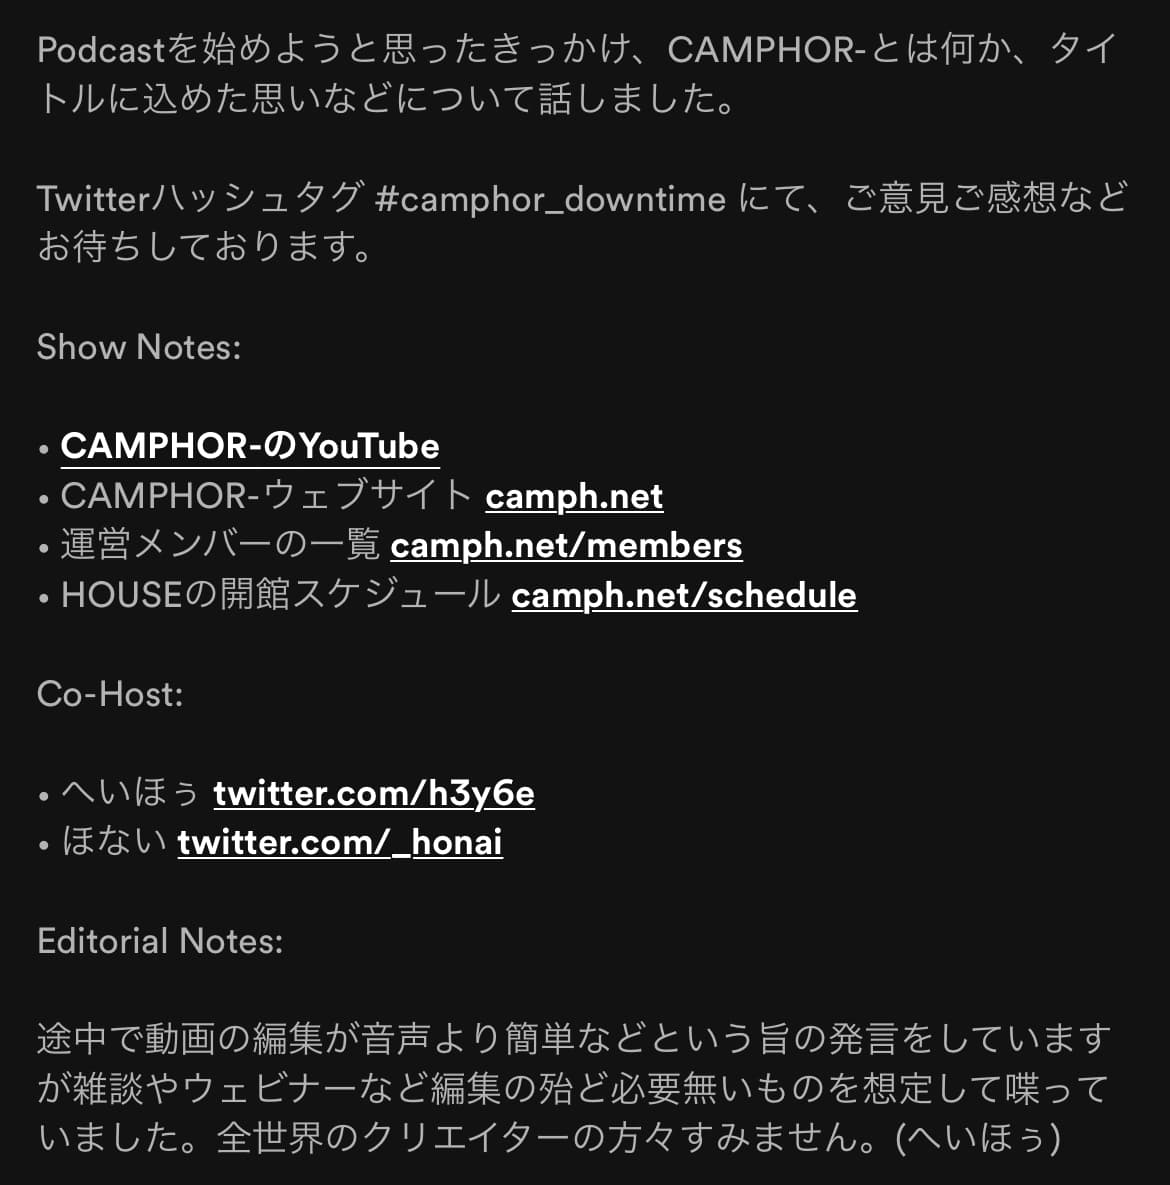 Podcastを始めようと思ったきっかけ、CAMPHOR-とは何か、タイ
トルに込めた思いなどについて話しました。
Twitterハッシュタグ #camphor_downtime にて、ご意見ご感想など
お待ちしております。
Show Notes:
• CAMPHOR-のYouTube
• CAMPHOR-ウェブサイト camph.net
• 運営メンバーの一覧 camph.net/members
• HOUSEの開館スケジュール camph.net/schedule
Co-Host:
• へいほぅ twitter.com/h3y6e
• ほない twitter.com/_honai
Editorial Notes:
途中で動画の編集が音声より簡単などという旨の発言をしています
が雑談やウェビナーなど編集の殆ど必要無いものを想定して喋って
いました。全世界のクリエイターの方々すみません。(へいほぅ)